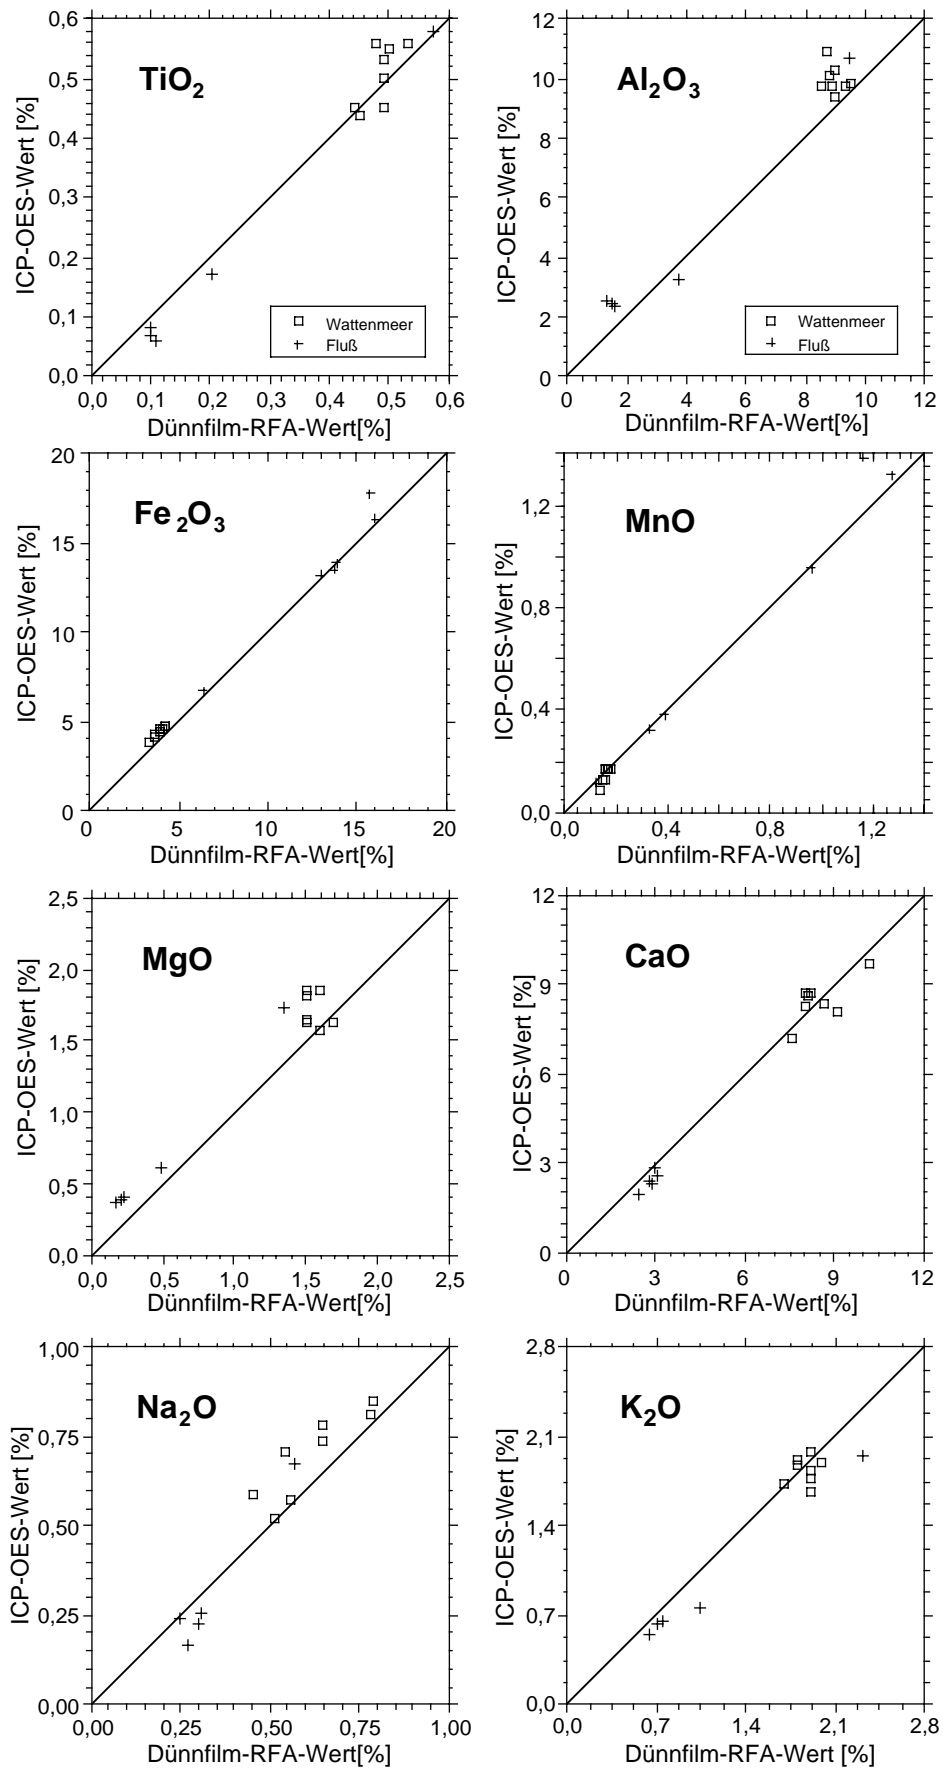 0,6
0,5
0,4
0,3
0,2
0,1
0,0
ICP-OES-Wert [%]
TiO2
Wattenmeer
Fluß
0,0 0,1 0,2 0,3 0,4 0,5 0,6
Dünnfilm-RFA-Wert[%]
12
10
8
6
4
2
0
ICP-OES-Wert [%]
Al2O3
Wattenmeer
Fluß
0 2 4 6 8 10 12
Dünnfilm-RFA-Wert[%]
20
15
10
5
0
ICP-OES-Wert [%]
Fe2O3
0 5 10 15 20
Dünnfilm-RFA-Wert[%]
1,2
0,8
0,4
0,0
ICP-OES-Wert [%]
MnO
0,0 0,4 0,8 1,2
Dünnfilm-RFA-Wert[%]
2,5
2,0
1,5
1,0
0,5
0,0
ICP-OES-Wert [%]
MgO
0,0 0,5 1,0 1,5 2,0 2,5
Dünnfilm-RFA-Wert[%]
12
9
6
3
0
ICP-OES-Wert [%]
CaO
0 3 6 9 12
Dünnfilm-RFA-Wert[%]
1,00
0,75
0,50
0,25
0,00
ICP-OES-Wert [%]
Na2O
0,00 0,25 0,50 0,75 1,00
Dünnfilm-RFA-Wert[%]
2,8
2,1
1,4
0,7
0,0
ICP-OES-Wert [%]
K2O
0,0 0,7 1,4 2,1 2,8
Dünnfilm-RFA-Wert [%]